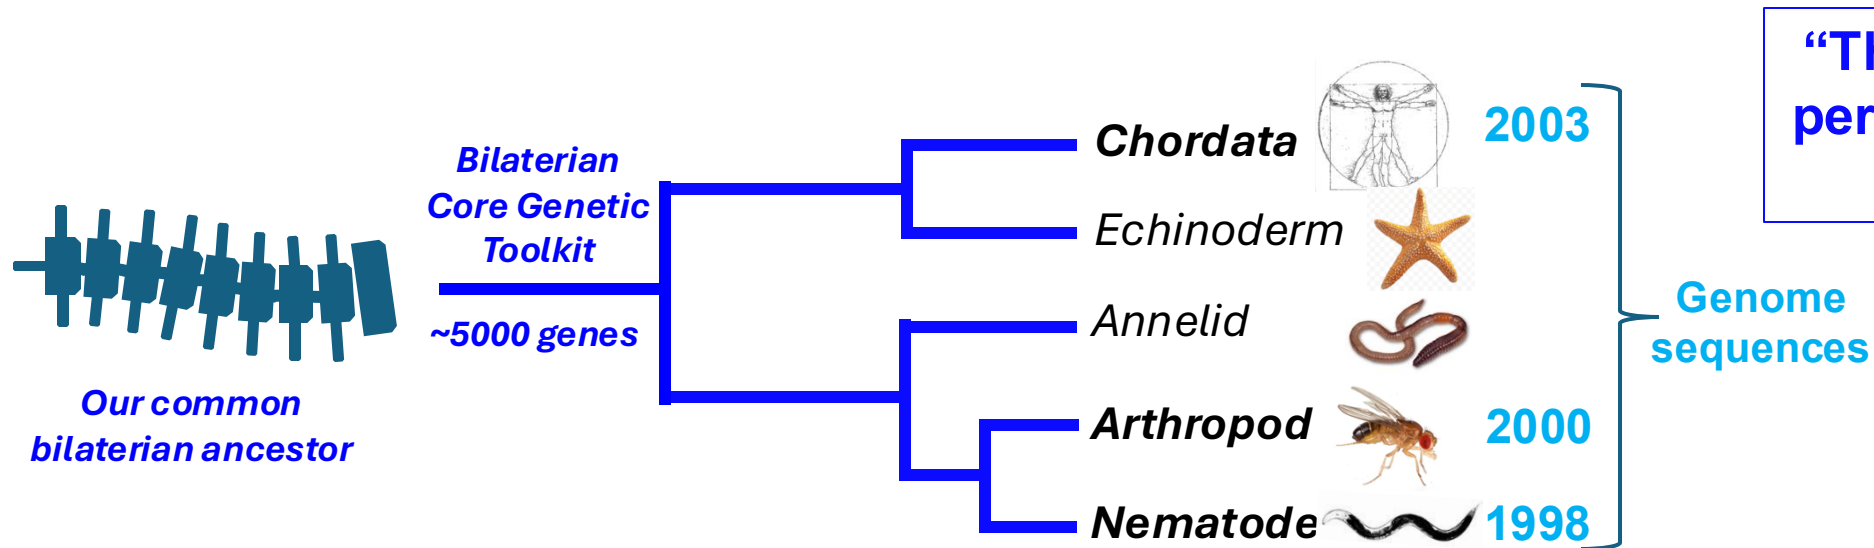 Bilaterian
Core Genetic
Toolkit
~5000 genes
Our common
bilaterian ancestor
Chordata
2003
Echinoderm
Annelid
Arthropod
2000
Nematode
1998
Genome
sequences